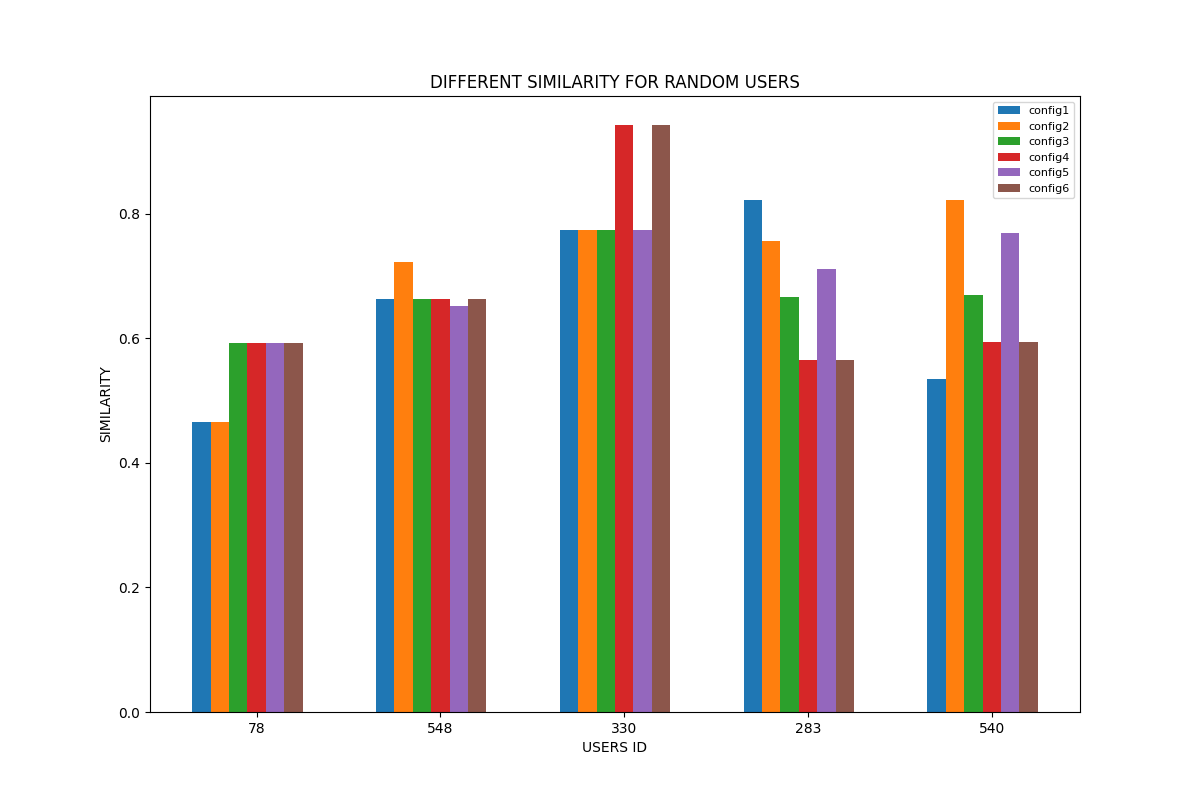 DIFFERENT SIMILARITY FOR RANDOM USERS
config1
config2
config3
config4
config5
config6
0.8
0.6
0.4
0.2
0.0
SIMILARITY
78 548 330 283 540
USERS ID